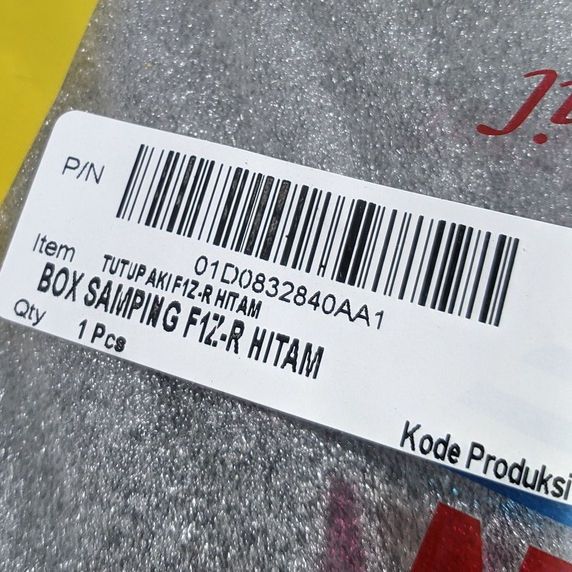 P/N
01D0832840AA1
Item TUTUP AKI F1Z-R HITAM
BOX SAMPING F1Z-R HITAM
Qty 1 Pcs
Kode Produksi